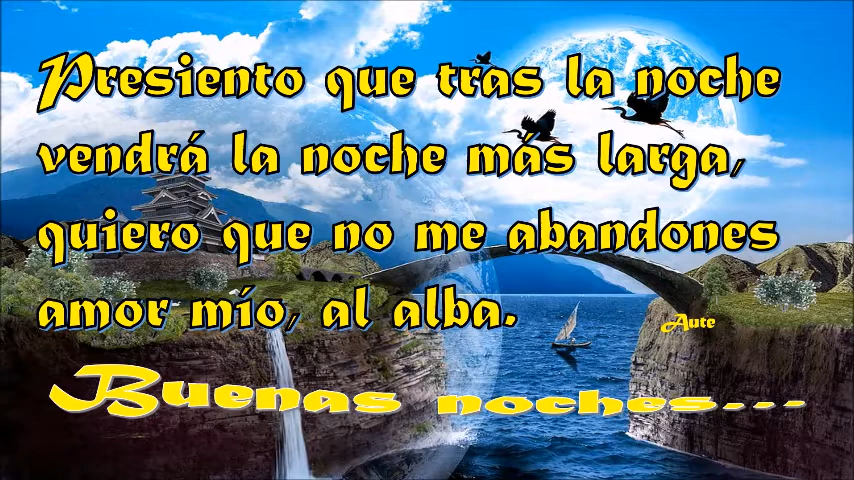 Presiento que tras la noche
vendrá la noche mas larga,
quiero que no me abandones
amor mío, al alba.
Aute
Buenas noches...